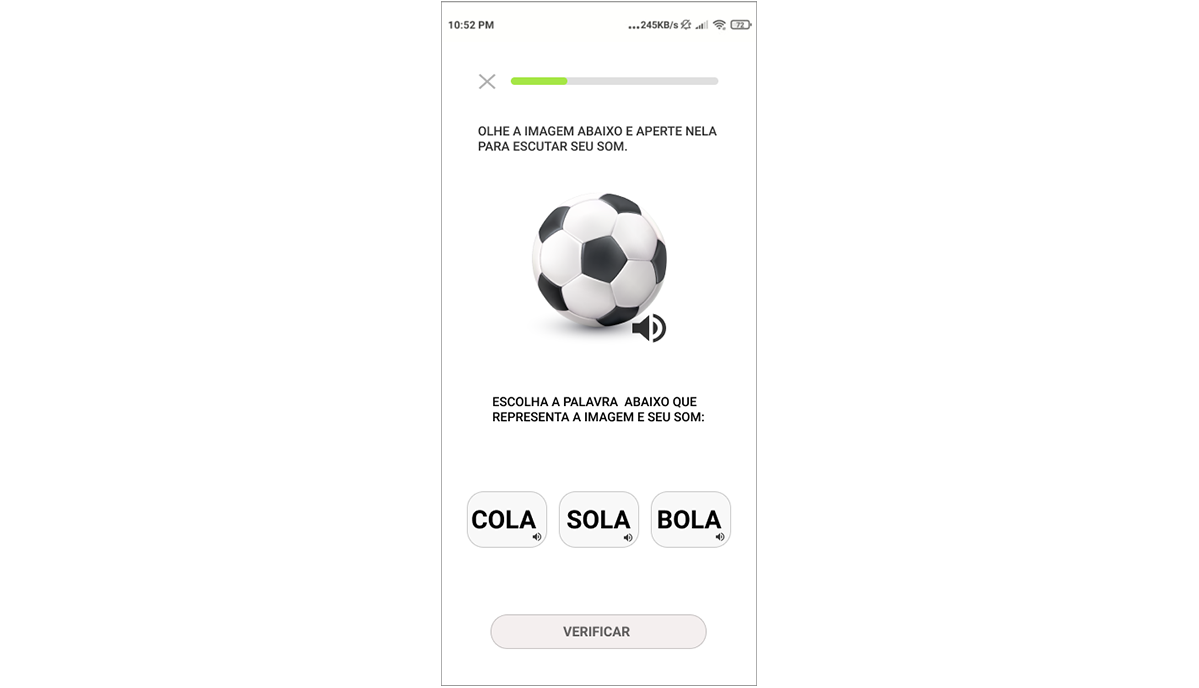 10:52 PM ...245KB/s 72
OLHE A IMAGEM ABAIXO E APERTE NELA
PARA ESCUTAR SEU SOM.
ESCOLHA A PALAVRA ABAIXO QUE
REPRESENTA A IMAGEM E SEU SOM:
COLA SOLA BOLA
VERIFICAR